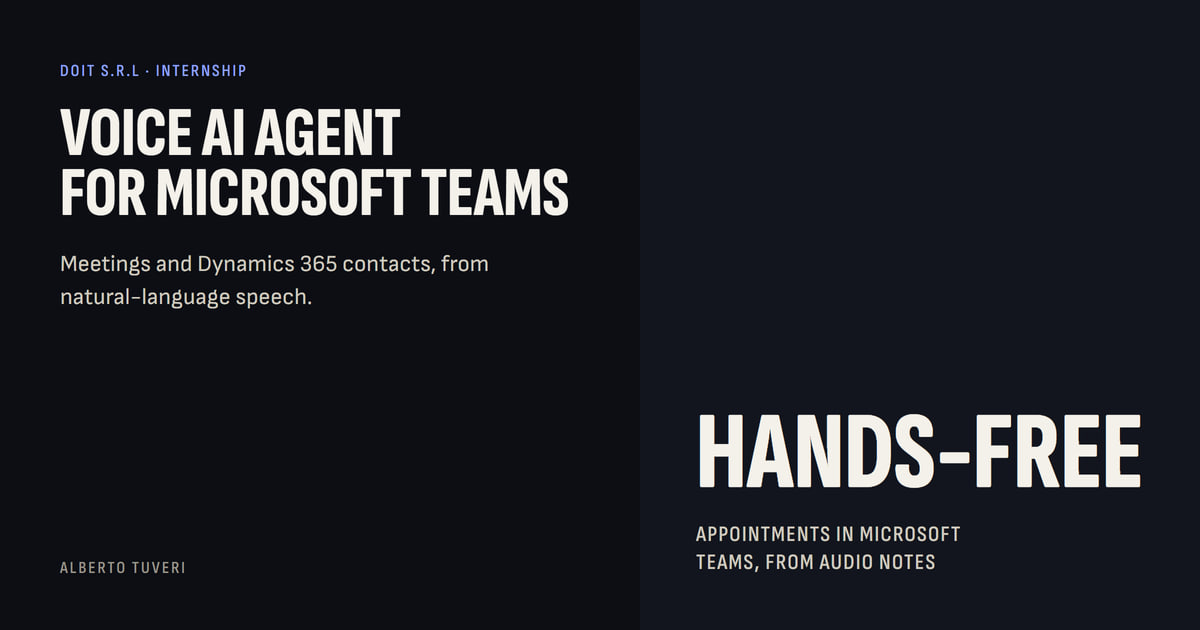 DOIT S.R.L · INTERNSHIP
VOICE AI AGENT
FOR MICROSOFT TEAMS
Meetings and Dynamics 365 contacts, from
natural-language speech.
ALBERTO TUVERI
HANDS-FREE
APPOINTMENTS IN MICROSOFT
TEAMS, FROM AUDIO NOTES